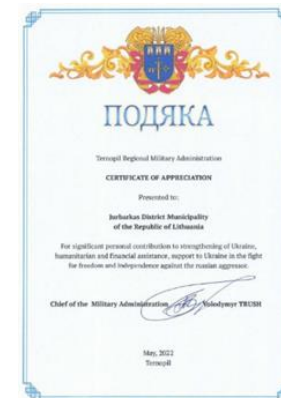 ПОДЯКА
Ternopil Regional Military Administration
CERTIFICATE OF APPRECIATION
Presented to:
Jurbarkas District Municipality
of the Republic of Lithuania
For significant personal contribution to strengthening of Ukraine,
humanitarian and financial assistance, support to Ukraine in the fight
for freedom and independence against the russian aggressor.
Chief of the Military Administration Volodymyr TRUSH
May, 2022
Ternopil